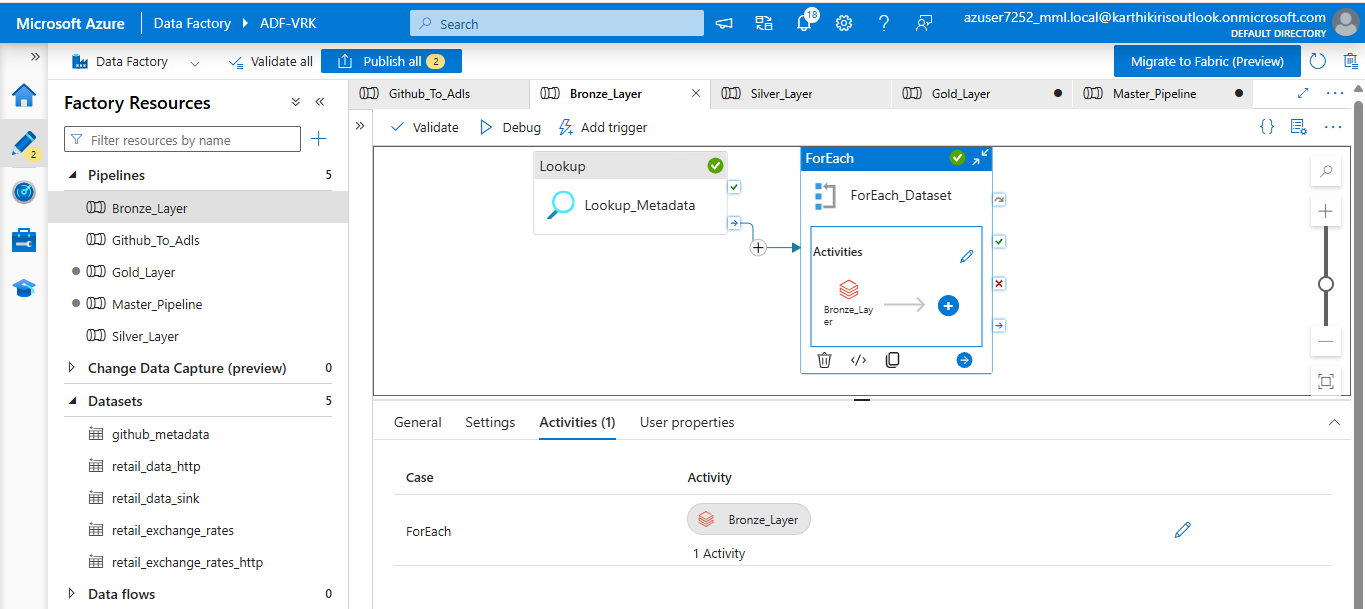 Microsoft Azure
Data Factory
ADF-VRK
Search
18
azuser7252_mml.local@karthikirisoutlook.onmicrosoft.com
DEFAULT DIRECTORY
Data Factory
Validate all
Publish all 2
Migrate to Fabric (Preview)
2
Factory Resources
Filter resources by name
Pipelines 5
Bronze_Layer
Github_To_Adls
Gold_Layer
Master_Pipeline
Silver_Layer
Change Data Capture (preview) 0
Datasets 5
github_metadata
retail_data_http
retail_data_sink
retail_exchange_rates
retail_exchange_rates_http
Data flows 0
Github_To_Adls
Bronze_Layer
Silver_Layer
Gold_Layer
Master_Pipeline
Validate
Debug
Add trigger
Lookup
Lookup_Metadata
ForEach
ForEach_Dataset
Activities
Bronze_Lay
er
General
Settings
Activities (1)
User properties
Case
Activity
ForEach
Bronze_Layer
1 Activity